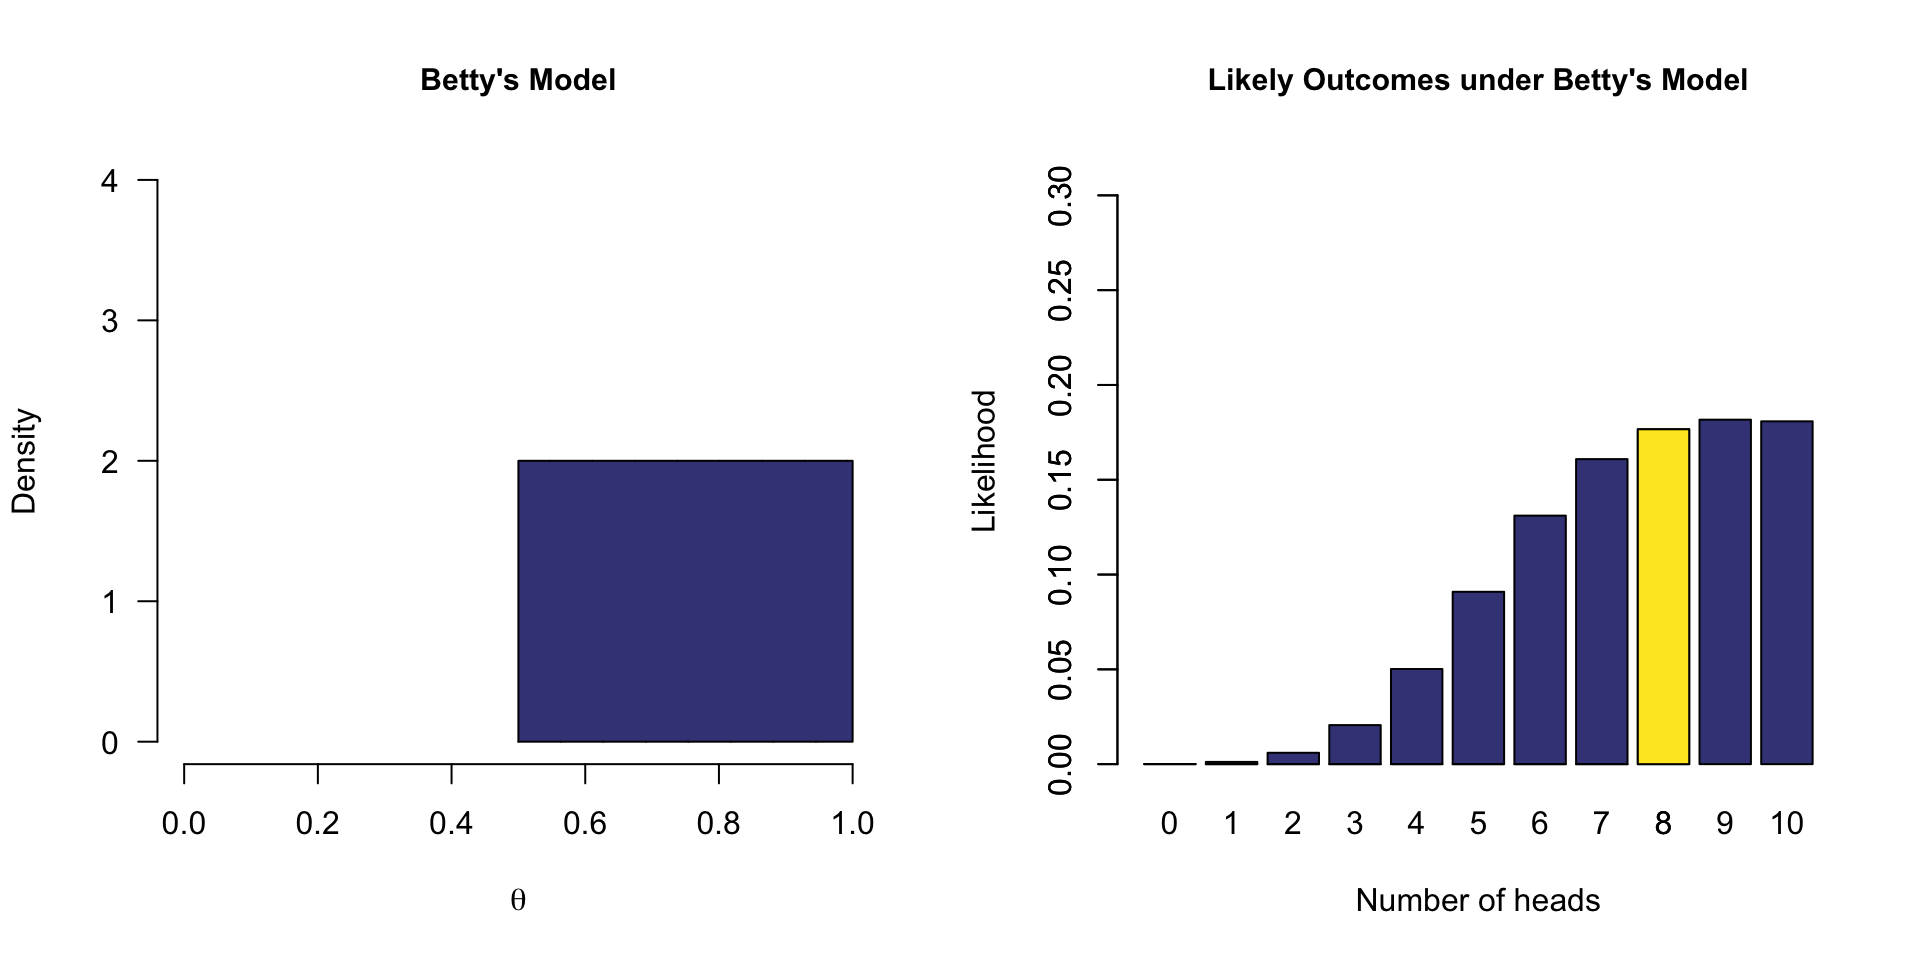 Betty's Model
4
3
2
1
0
Density
0.0 0.2 0.4 0.6 0.8 1.0
θ
Likely Outcomes under Betty's Model
0.30
0.25
0.20
0.15
0.10
0.05
0.00
Likelihood
0 1 2 3 4 5 6 7 8 9 10
Number of heads